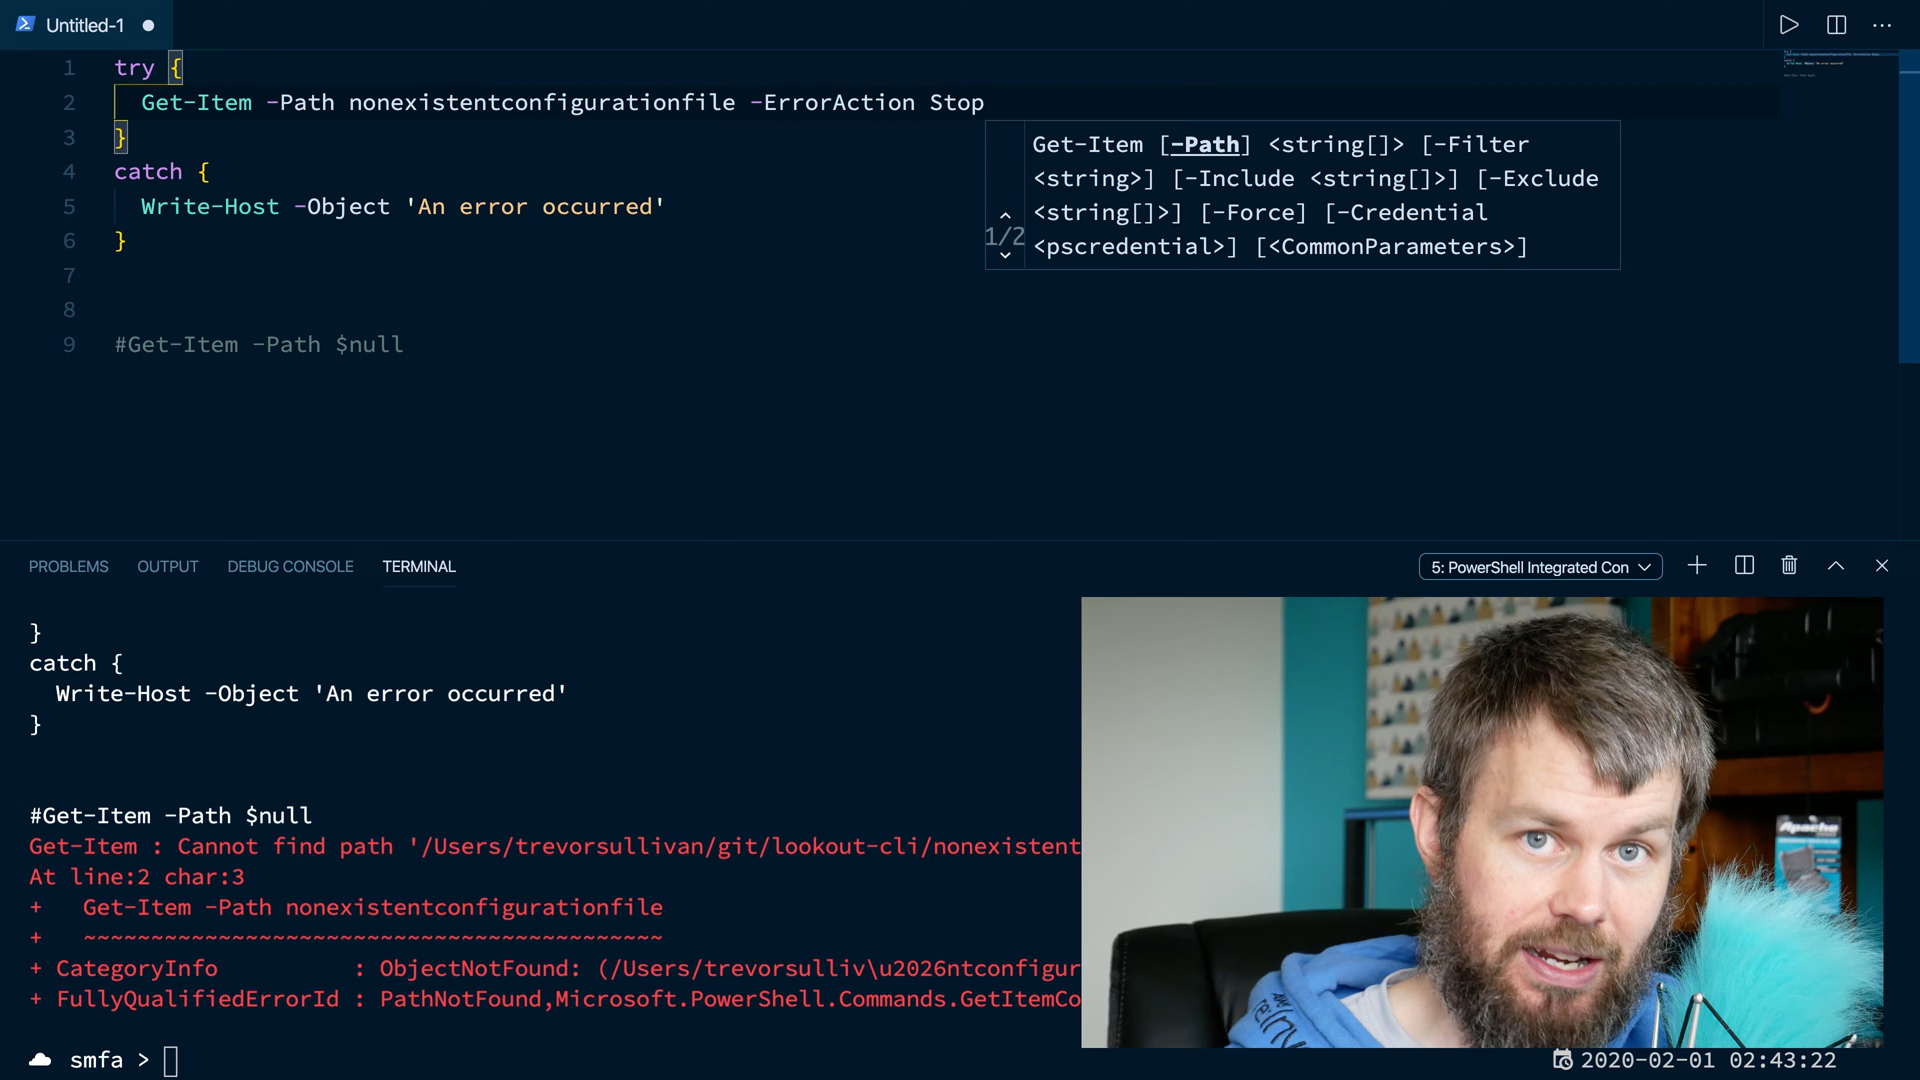 Untitled-1
1 try {
2 Get-Item -Path nonexistentconfigurationfile -ErrorAction Stop
3 }
4 catch {
5 Write-Host -Object 'An error occurred'
6 }
7
8
9 #Get-Item -Path $null
1/2
Get-Item [-Path] <string[]> [-Filter
<string>] [-Include <string[]>] [-Exclude
<string[]>] [-Force] [-Credential
<pscredential>] [<CommonParameters>]
PROBLEMS OUTPUT DEBUG CONSOLE TERMINAL 5: PowerShell Integrated Con
}
catch {
Write-Host -Object 'An error occurred'
}
#Get-Item -Path $null
Get-Item : Cannot find path '/Users/trevorsullivan/git/lookout-cli/nonexistent
At line:2 char:3
+ Get-Item -Path nonexistentconfigurationfile
+ ~~~~~~~~~~~~~~~~~~~~~~~~~~~~~~~~~~~~~~~~~~~
+ CategoryInfo : ObjectNotFound: (/Users/trevorsulliv\u2026ntconfigur
+ FullyQualifiedErrorId : PathNotFound,Microsoft.PowerShell.Commands.GetItemCo
Apache
smfa > 2020-02-01 02:43:22